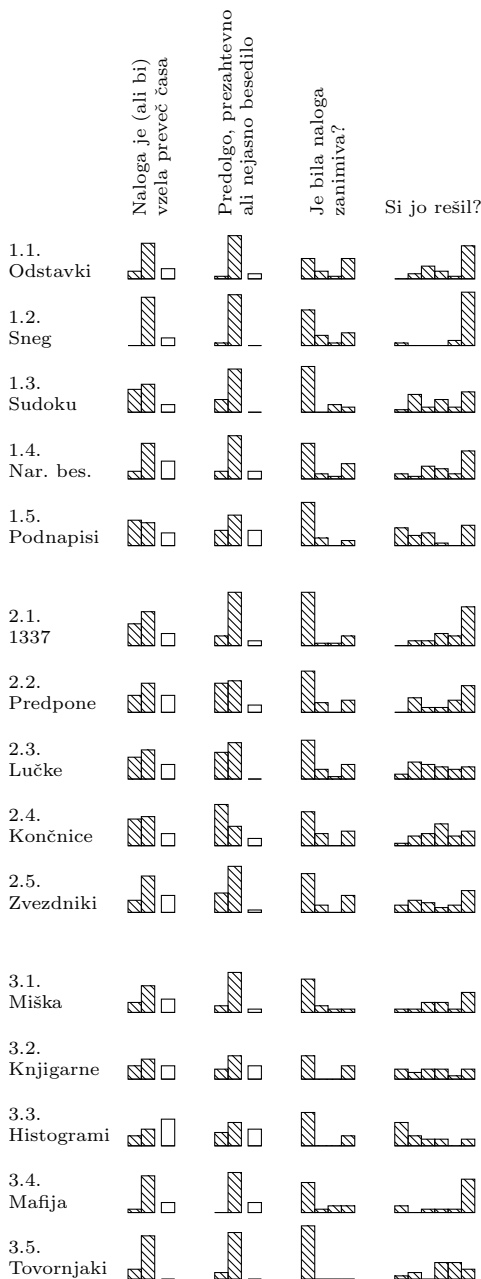 Naloga je (ali bi)
vzela preveč časa
Predolgo, prezahtevno
ali nejasno besedilo
Je bila naloga
zanimiva?
Si jo rešil?
1.1.
Odstavki
1.2.
Sneg
1.3.
Sudoku
1.4.
Nar. bes.
1.5.
Podnapisi
2.1.
1337
2.2.
Predpone
2.3.
Lučke
2.4.
Končnice
2.5.
Zvezdniki
3.1.
Miška
3.2.
Knjigarne
3.3.
Histogrami
3.4.
Mafija
3.5.
Tovornjaki